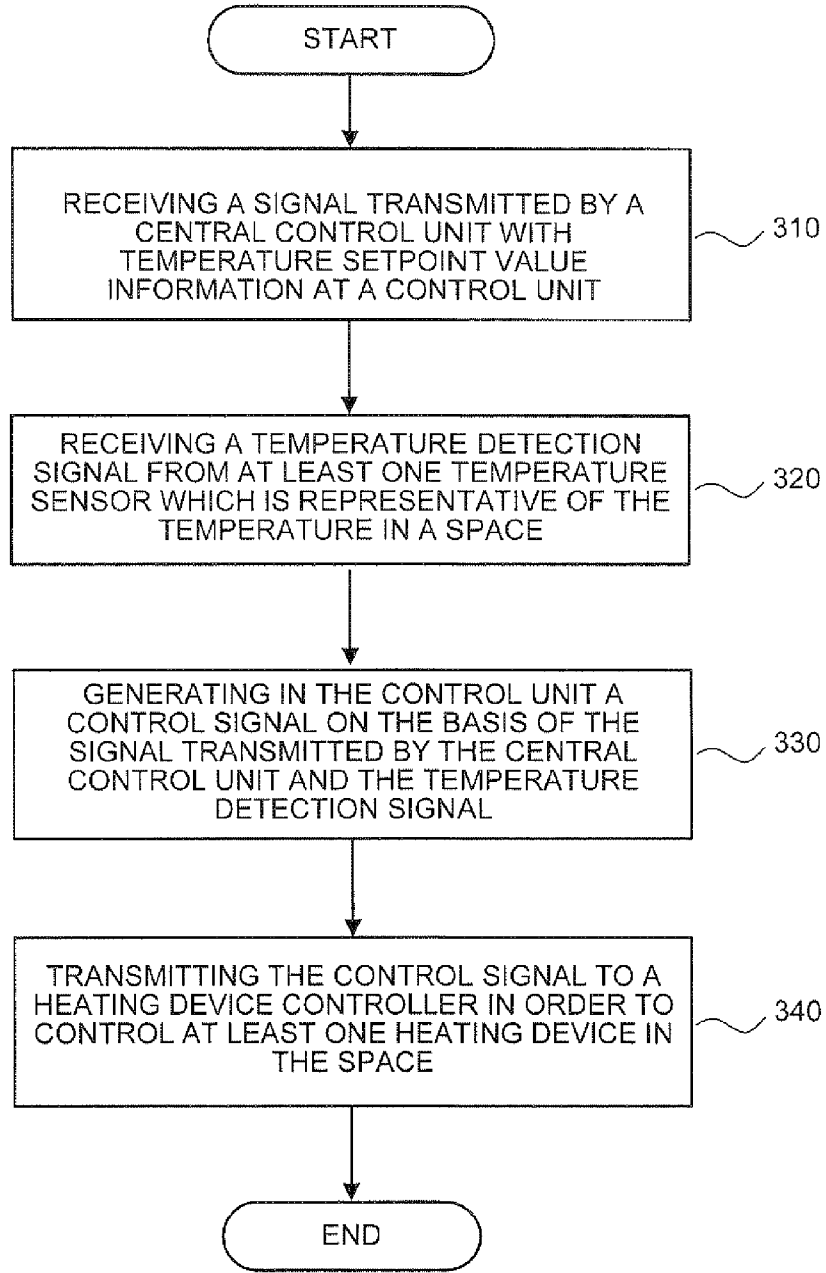 START
RECEIVING A SIGNAL TRANSMITTED BY A
CENTRAL CONTROL UNIT WITH
TEMPERATURE SETPOINT VALUE
INFORMATION AT A CONTROL UNIT
310
RECEIVING A TEMPERATURE DETECTION
SIGNAL FROM AT LEAST ONE TEMPERATURE
SENSOR WHICH IS REPRESENTATIVE OF THE
TEMPERATURE IN A SPACE
320
GENERATING IN THE CONTROL UNIT A
CONTROL SIGNAL ON THE BASIS OF THE
SIGNAL TRANSMITTED BY THE CENTRAL
CONTROL UNIT AND THE TEMPERATURE
DETECTION SIGNAL
330
TRANSMITTING THE CONTROL SIGNAL TO A
HEATING DEVICE CONTROLLER IN ORDER TO
CONTROL AT LEAST ONE HEATING DEVICE IN
THE SPACE
340
END